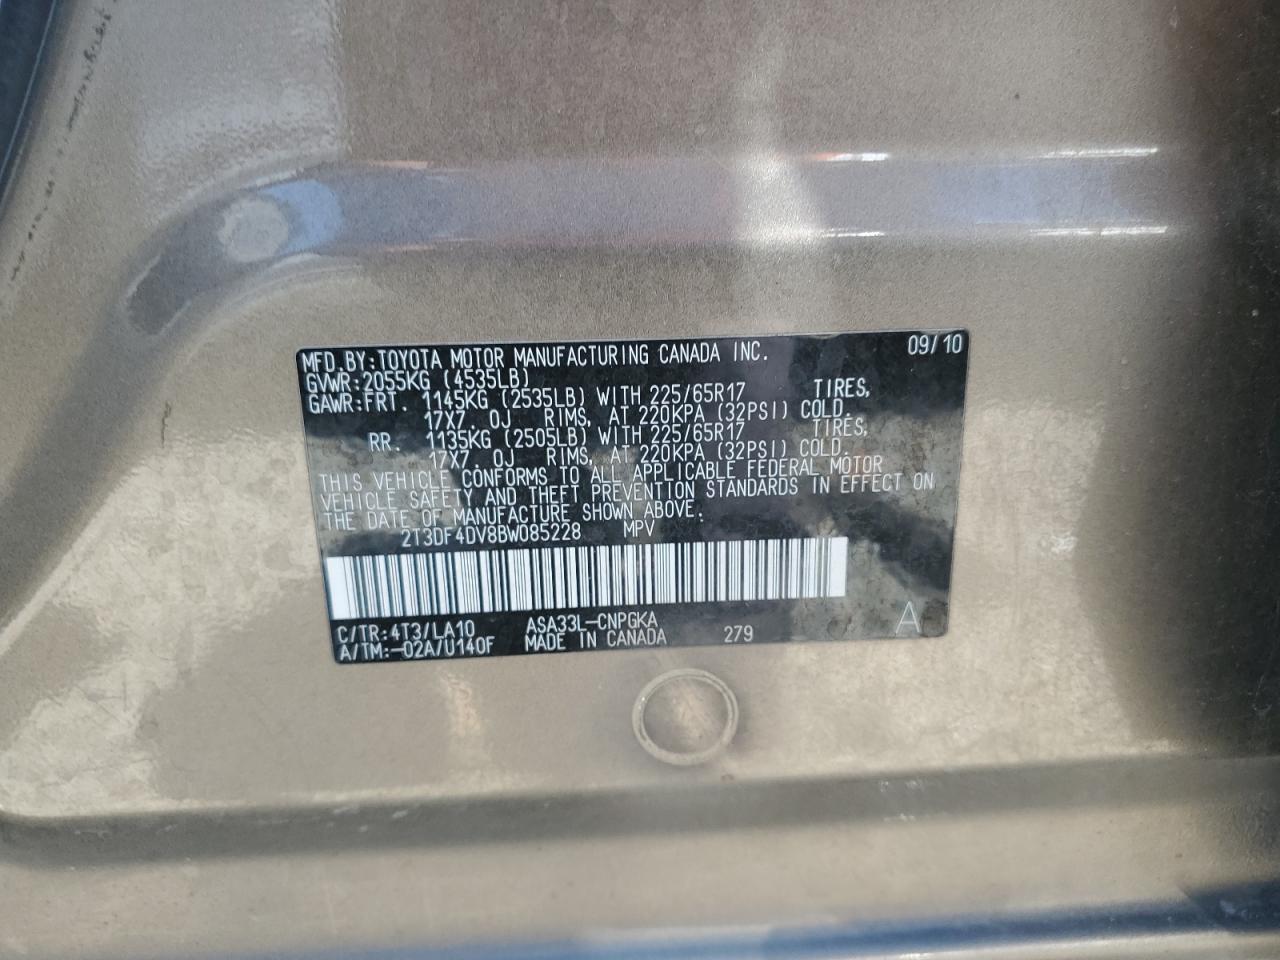 MFD.BY:TOYOTA MOTOR MANUFACTURING CANADA INC. 09/10
GVWR:2055KG (4535LB)
GAWR:FRT. 1145KG (2535LB) WITH 225/65R17 TIRES,
17X7.0J RIMS, AT 220KPA (32PSI) COLD.
RR. 1135KG (2505LB) WITH 225/65R17 TIRES,
17X7.0J RIMS, AT 220KPA (32PSI) COLD.
THIS VEHICLE CONFORMS TO ALL APPLICABLE FEDERAL MOTOR
VEHICLE SAFETY AND THEFT PREVENTION STANDARDS IN EFFECT ON
THE DATE OF MANUFACTURE SHOWN ABOVE.
2T3DF4DV8BW085228 MPV
C/TR:4T3/LA10 ASA33L-CNPGKA
A/TM:-02A/U140F MADE IN CANADA 279 A